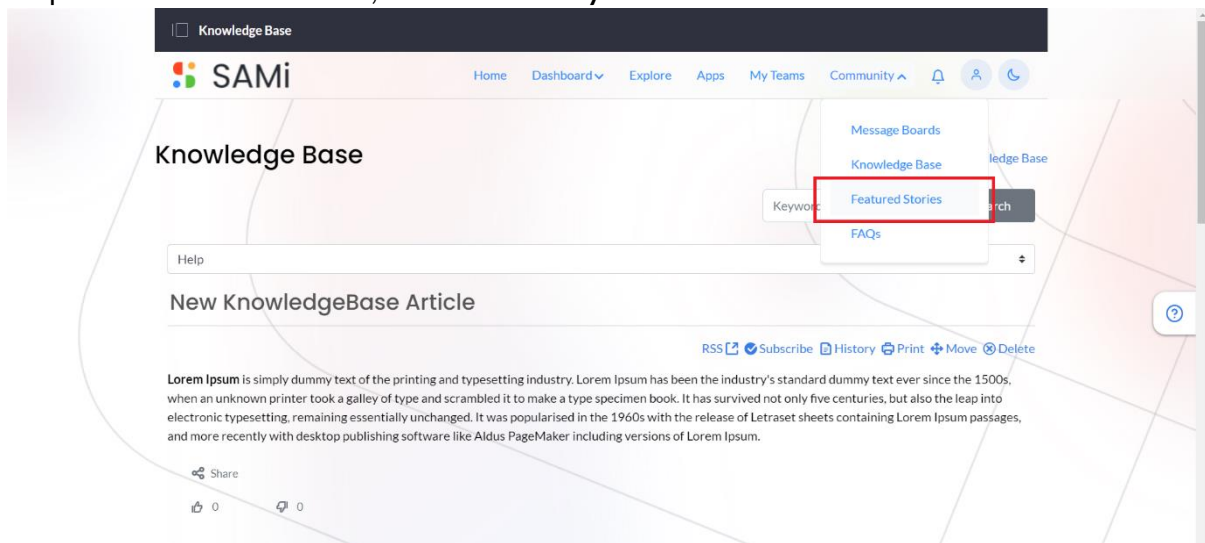 Knowledge Base
SAMi
Home Dashboard Explore Apps My Teams Community
Message Boards
Knowledge Base
Knowledge Base
Featured Stories
FAQs
Help
New KnowledgeBase Article
RSS Subscribe History Print Move Delete
Lorem Ipsum is simply dummy text of the printing and typesetting industry. Lorem Ipsum has been the industry's standard dummy text ever since the 1500s,
when an unknown printer took a galley of type and scrambled it to make a type specimen book. It has survived not only five centuries, but also the leap into
electronic typesetting, remaining essentially unchanged. It was popularised in the 1960s with the release of Letraset sheets containing Lorem Ipsum passages,
and more recently with desktop publishing software like Aldus PageMaker including versions of Lorem Ipsum.
Share
0 0